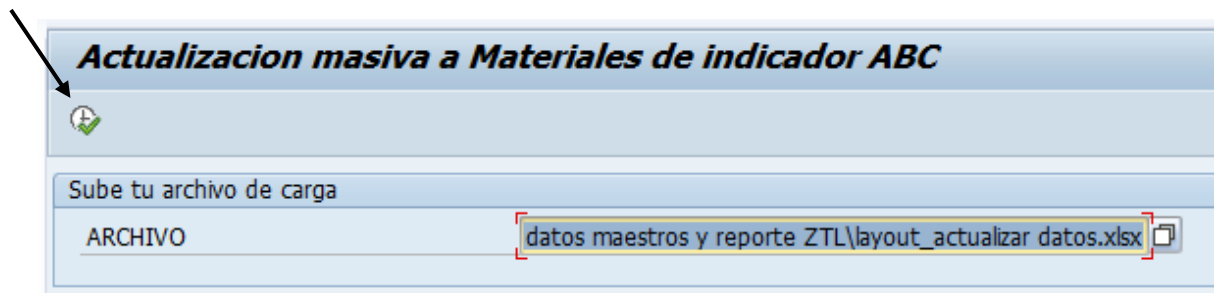 Actualizacion masiva a Materiales de indicador ABC
Sube tu archivo de carga
ARCHIVO datos maestros y reporte ZTL\layout_actualizar datos.xlsx